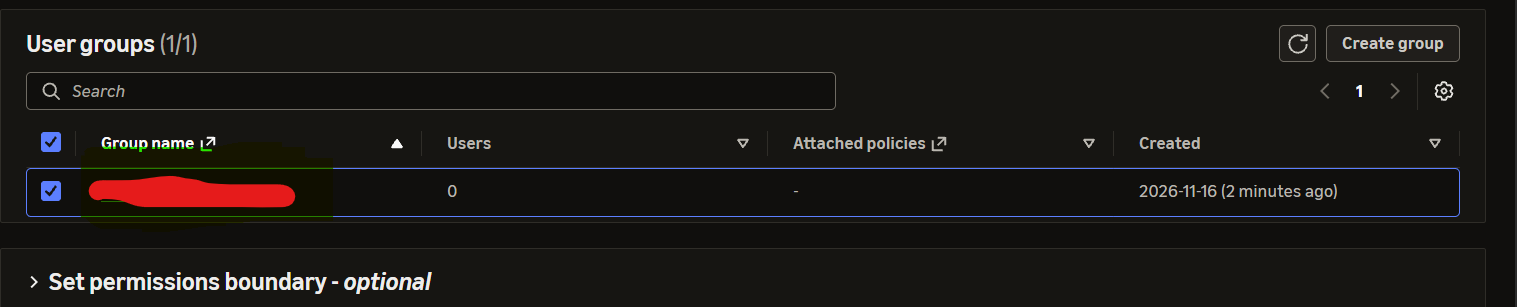 User groups (1/1)
Create group
Search
1
Group name Users Attached policies Created
0 - 2026-11-16 (2 minutes ago)
Set permissions boundary - optional